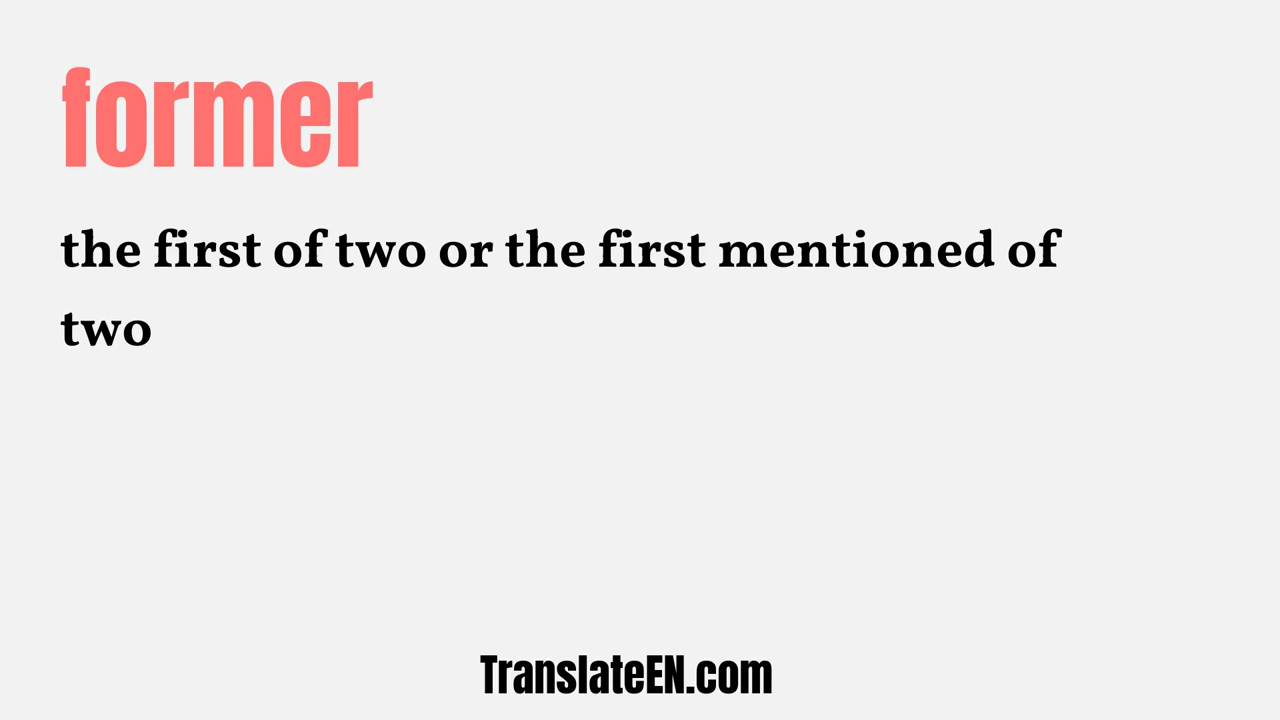 former
the first of two or the first mentioned of
two
TranslateEN.com